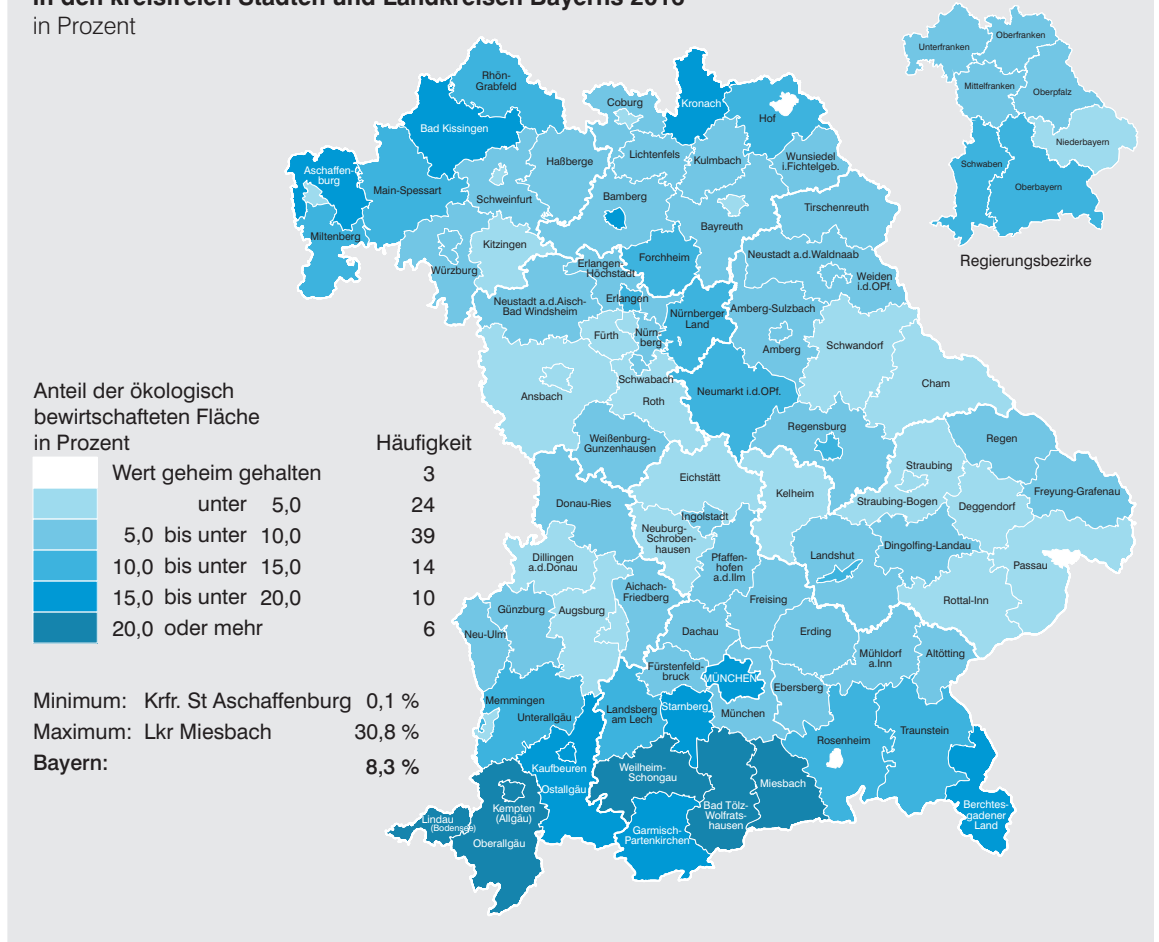 in den kreisfreien Städten und Landkreisen Bayerns 2016
in Prozent
Unterfranken
Oberfranken
Mittelfranken
Oberpfalz
Niederbayern
Schwaben
Oberbayern
Regierungsbezirke
Rhön-
Grabfeld
Coburg
Kronach
Hof
Bad Kissingen
Lichtenfels
Kulmbach
Wunsiedel
i.Fichtelgeb.
Haßberge
Aschaffen-
burg
Main-Spessart
Schweinfurt
Bamberg
Tirschenreuth
Bayreuth
Miltenberg
Kitzingen
Würzburg
Erlangen-
Höchstadt
Forchheim
Neustadt a.d.Waldnaab
Weiden
i.d.OPf.
Neustadt a.d.Aisch-
Bad Windsheim
Erlangen
Nürnberger
Land
Amberg-Sulzbach
Fürth
Nürn-
berg
Amberg
Schwandorf
Schwabach
Ansbach
Roth
Neumarkt i.d.OPf.
Cham
Weißenburg-
Gunzenhausen
Regensburg
Regen
Straubing
Eichstätt
Kelheim
Freyung-Grafenau
Donau-Ries
Straubing-Bogen
Deggendorf
Ingolstadt
Neuburg-
Schroben-
hausen
Dillingen
a.d.Donau
Pfaffen-
hofen
a.d.Ilm
Landshut
Dingolfing-Landau
Passau
Aichach-
Friedberg
Freising
Rottal-Inn
Günzburg
Augsburg
Neu-Ulm
Dachau
Erding
Mühldorf
a.Inn
Altötting
Fürstenfeld-
bruck
MÜNCHEN
Ebersberg
Memmingen
Unterallgäu
Landsberg
am Lech
Starnberg
München
Rosenheim
Traunstein
Kaufbeuren
Ostallgäu
Weilheim-
Schongau
Miesbach
Bad Tölz-
Wolfrats-
hausen
Berchtes-
gadener
Land
Kempten
(Allgäu)
Lindau
(Bodensee)
Oberallgäu
Garmisch-
Partenkirchen
Anteil der ökologisch
bewirtschafteten Fläche
in Prozent Häufigkeit
Wert geheim gehalten 3
unter 5,0 24
5,0 bis unter 10,0 39
10,0 bis unter 15,0 14
15,0 bis unter 20,0 10
20,0 oder mehr 6
Minimum: Krfr. St Aschaffenburg 0,1 %
Maximum: Lkr Miesbach 30,8 %
Bayern: 8,3 %